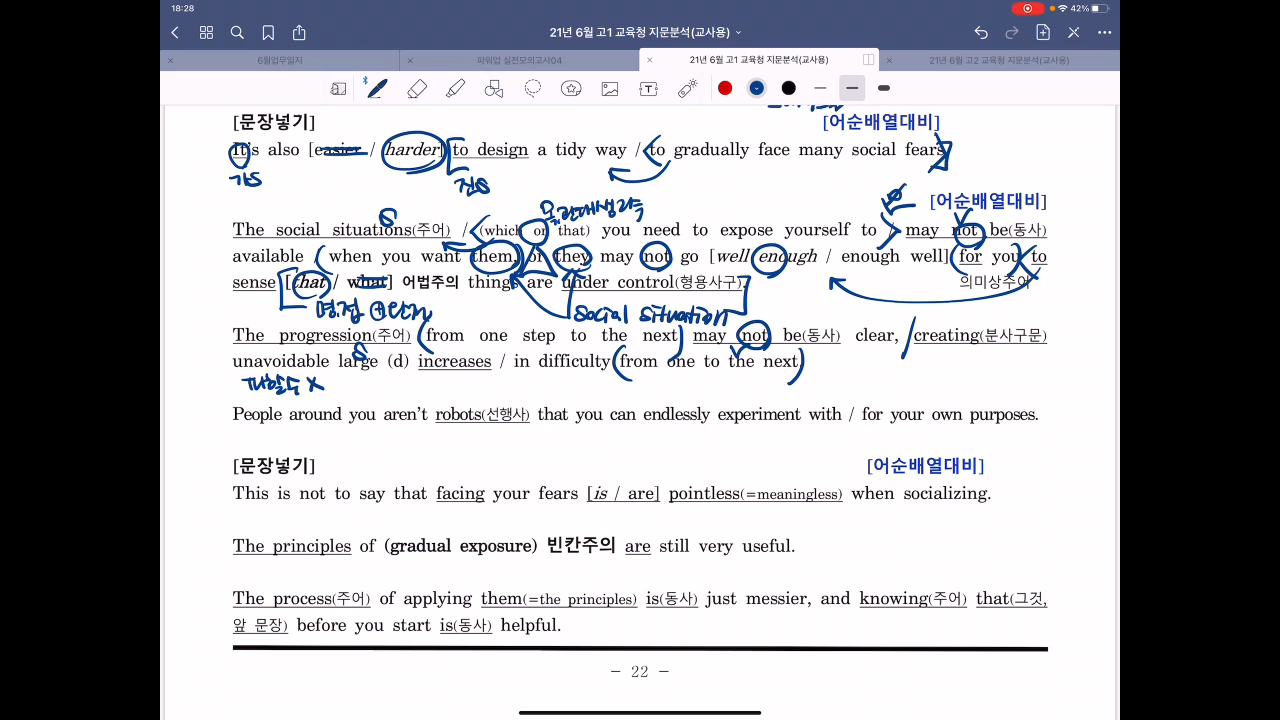 18:28
42%
21년 6월 고1 교육청 지문분석(교사용)
6월업무일지
파워업 실전모의고사04
21년 6월 고1 교육청 지문분석(교사용)
21년 6월 고2 교육청 지문분석(교사용)
[문장넣기] [어순배열대비]
It is also [easier / harder] to design a tidy way / to gradually face many social fears.
가S
진S
[어순배열대비]
S 목.관대생략
The social situations(주어) / (which or that) you need to expose yourself to / may not be(동사)
available / when you want them, or they may not go [well enough / enough well] for you to
sense [that / what] 어법주의 things are under control(형용사구). 의미상주어
명.접 social situation
The progression(주어) from one step to the next may not be(동사) clear, / creating(분사구문)
unavoidable large (d) increases / in difficulty from one to the next.
피할수 X
People around you aren't robots(선행사) that you can endlessly experiment with / for your own purposes.
[문장넣기] [어순배열대비]
This is not to say that facing your fears [is / are] pointless(=meaningless) when socializing.
The principles of (gradual exposure) 빈칸주의 are still very useful.
The process(주어) of applying them(=the principles) is(동사) just messier, and knowing(주어) that(그것,
앞 문장) before you start is(동사) helpful.
- 22 -